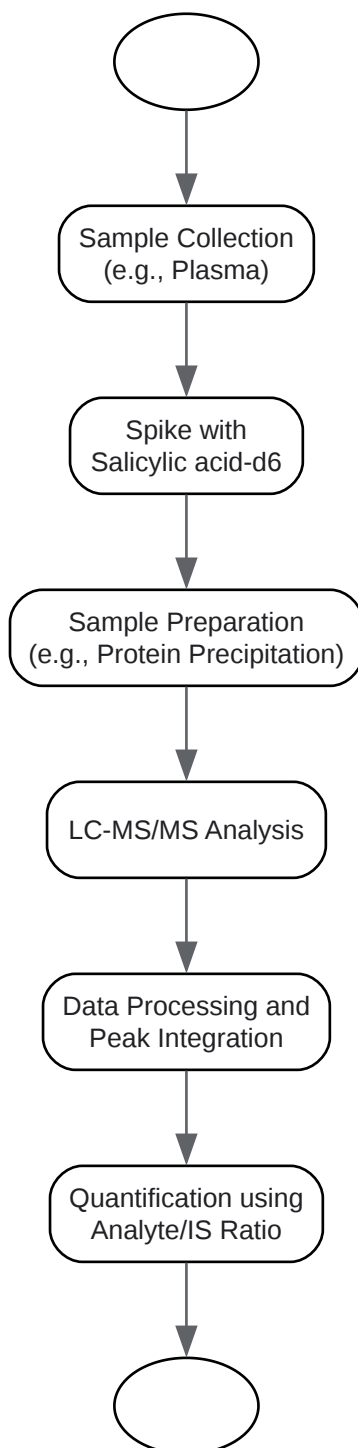 Sample Collection
(e.g., Plasma)
Spike with
Salicylic acid-d6
Sample Preparation
(e.g., Protein Precipitation)
LC-MS/MS Analysis
Data Processing and
Peak Integration
Quantification using
Analyte/IS Ratio